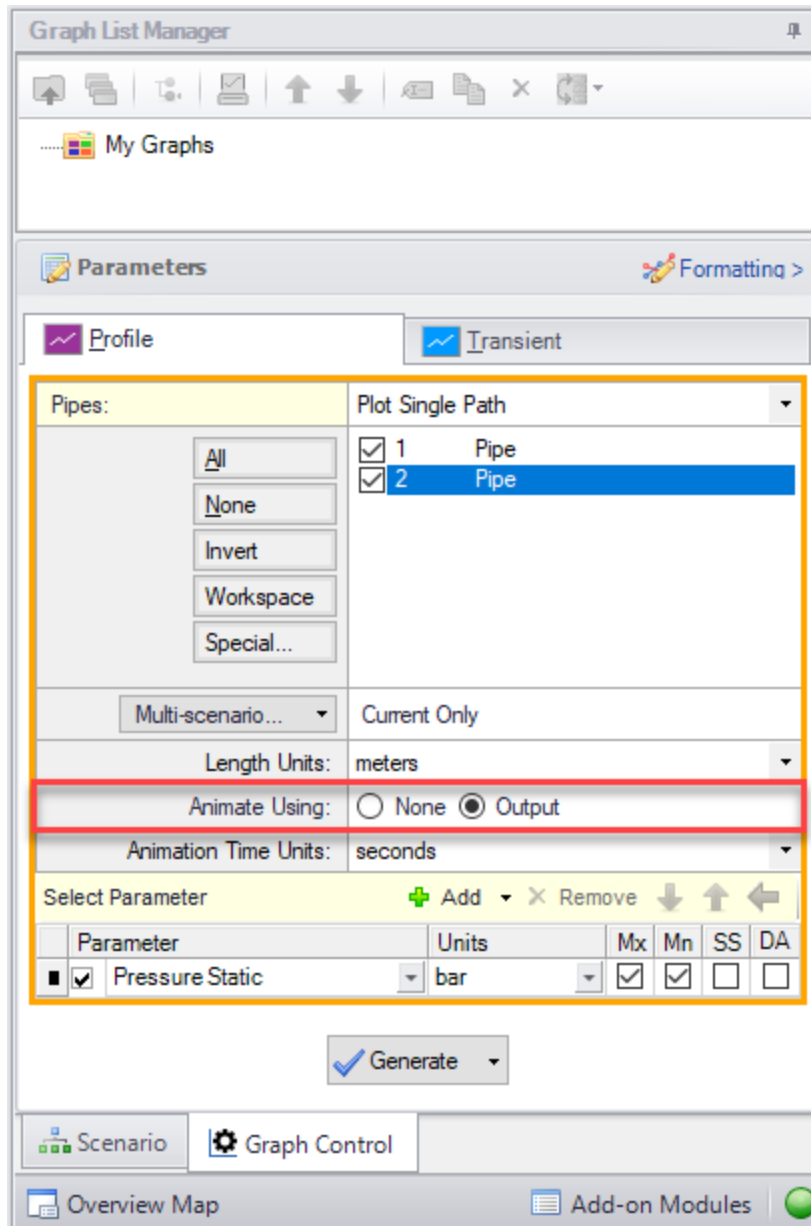 Graph List Manager
My Graphs
Parameters
Formatting >
Profile
Transient
Pipes:
Plot Single Path
All
None
Invert
Workspace
Special...
1 Pipe
2 Pipe
Multi-scenario...
Current Only
Length Units:
meters
Animate Using:
None
Output
Animation Time Units:
seconds
Select Parameter
Add
Remove
Parameter Units Mx Mn SS DA
Pressure Static bar
Generate
Scenario
Graph Control
Overview Map
Add-on Modules